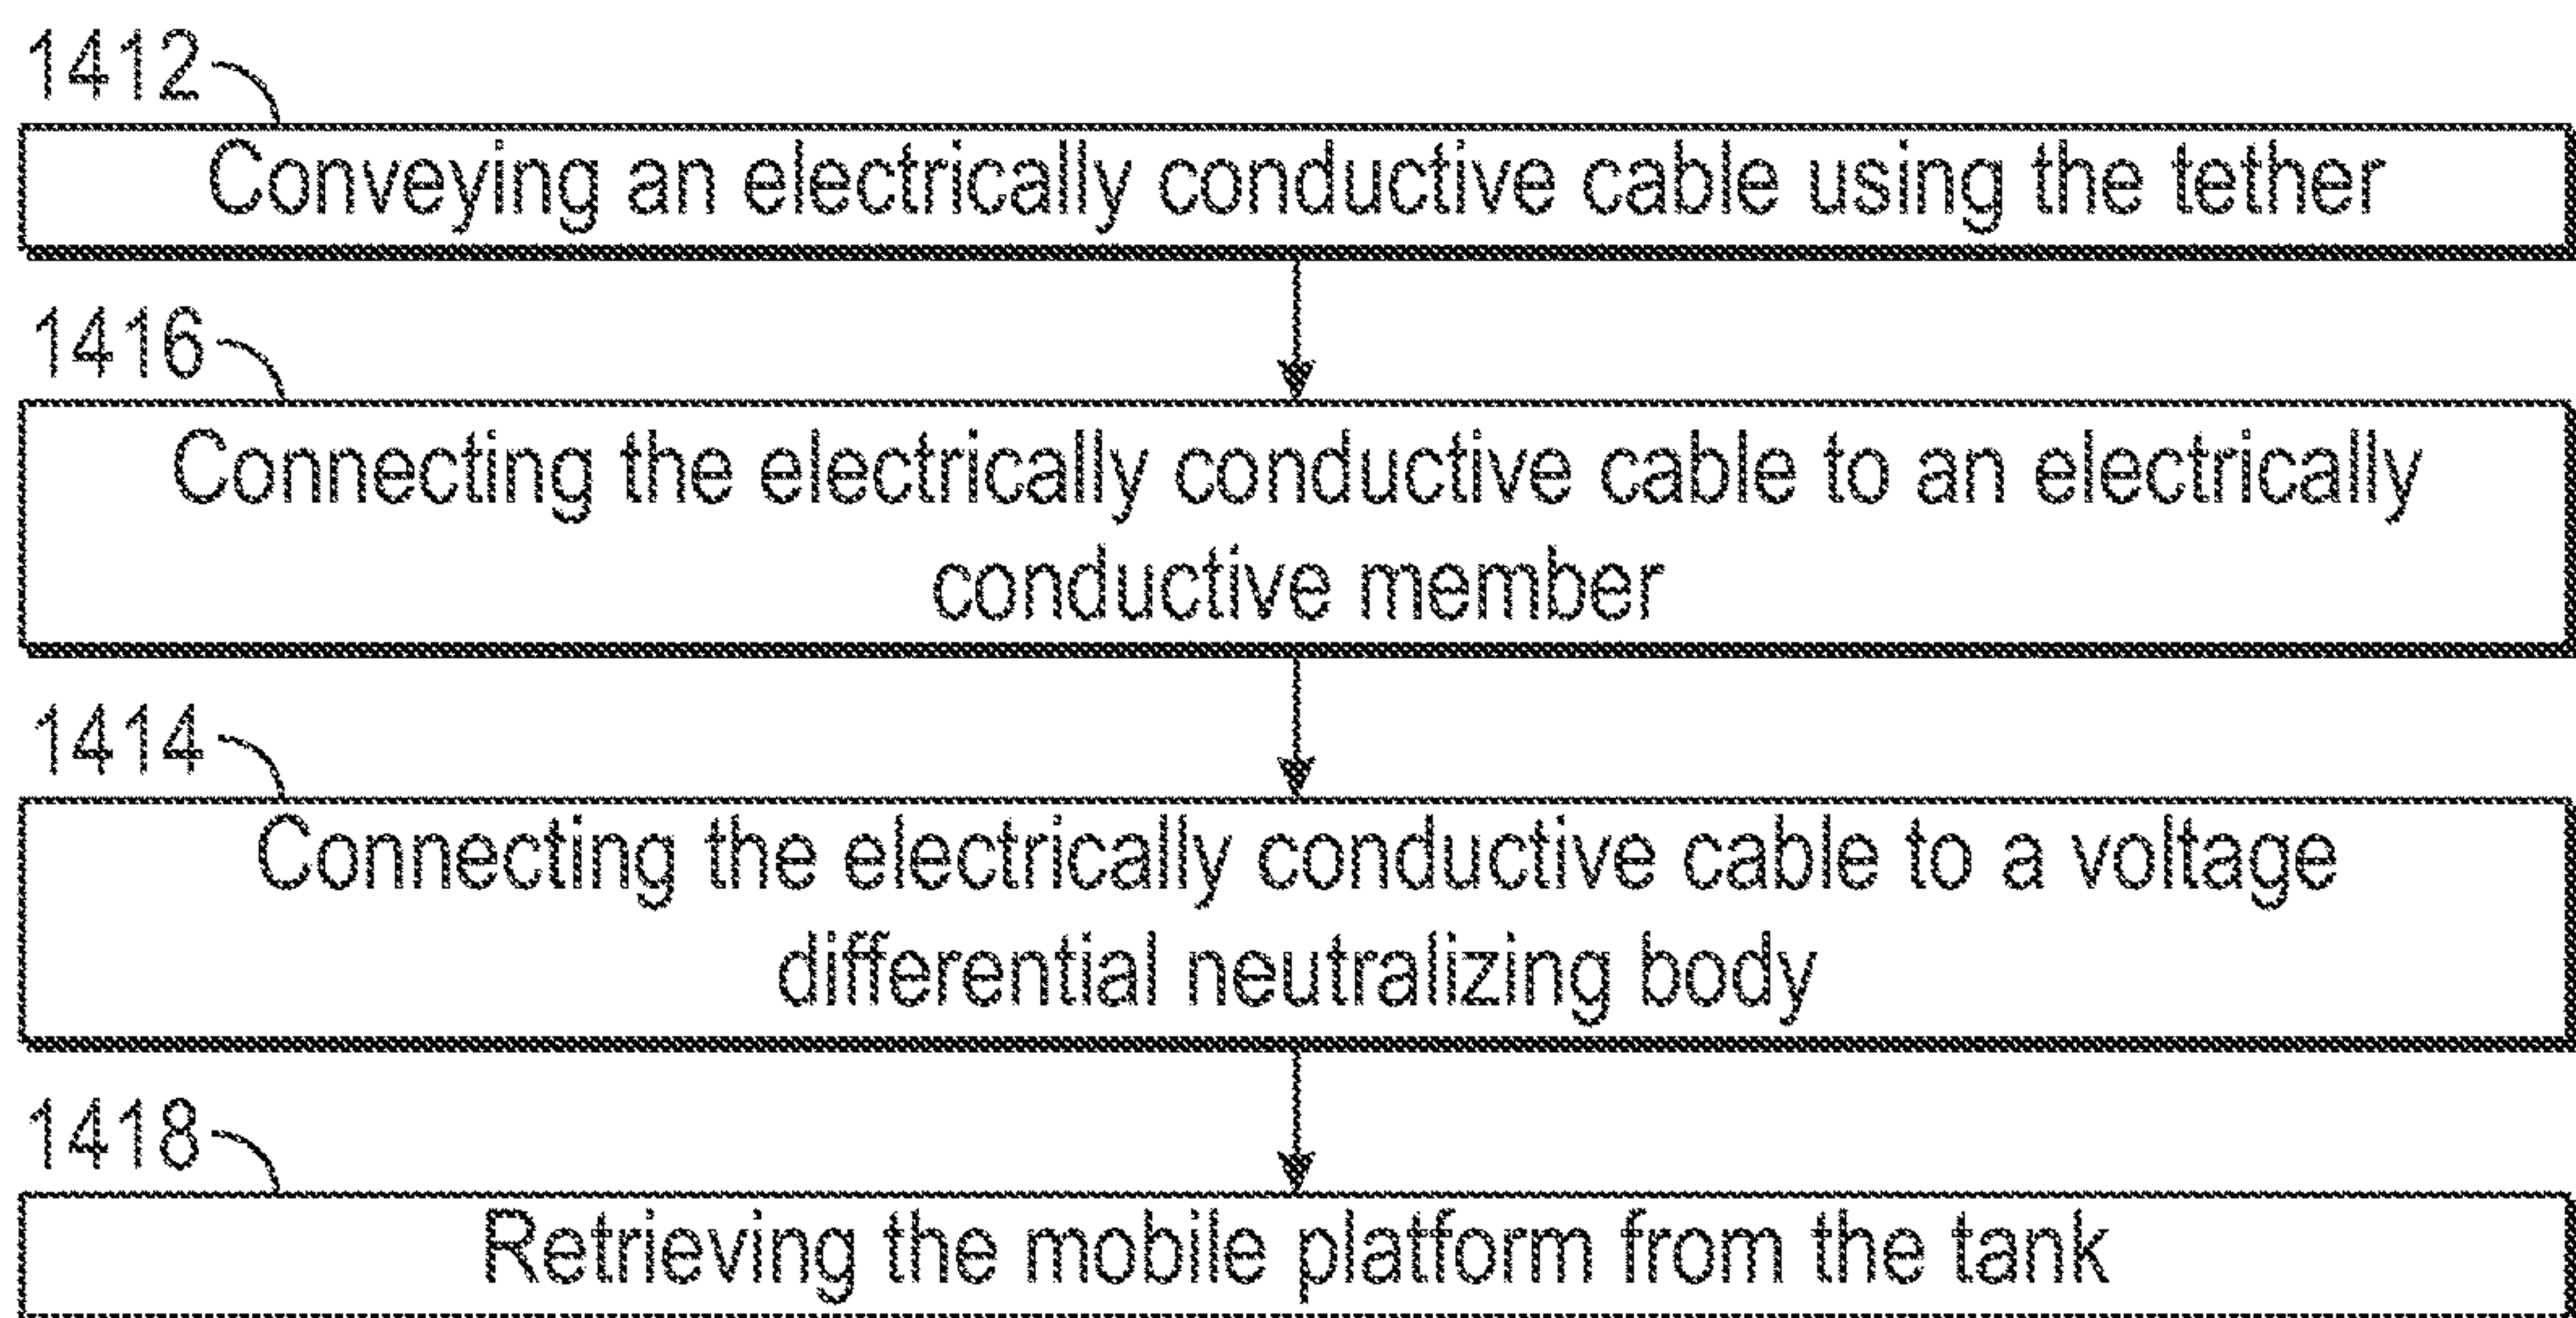 1412
Conveying an electrically conductive cable using the tether
1416
Connecting the electrically conductive cable to an electrically
conductive member
1414
Connecting the electrically conductive cable to a voltage
differential neutralizing body
1418
Retrieving the mobile platform from the tank